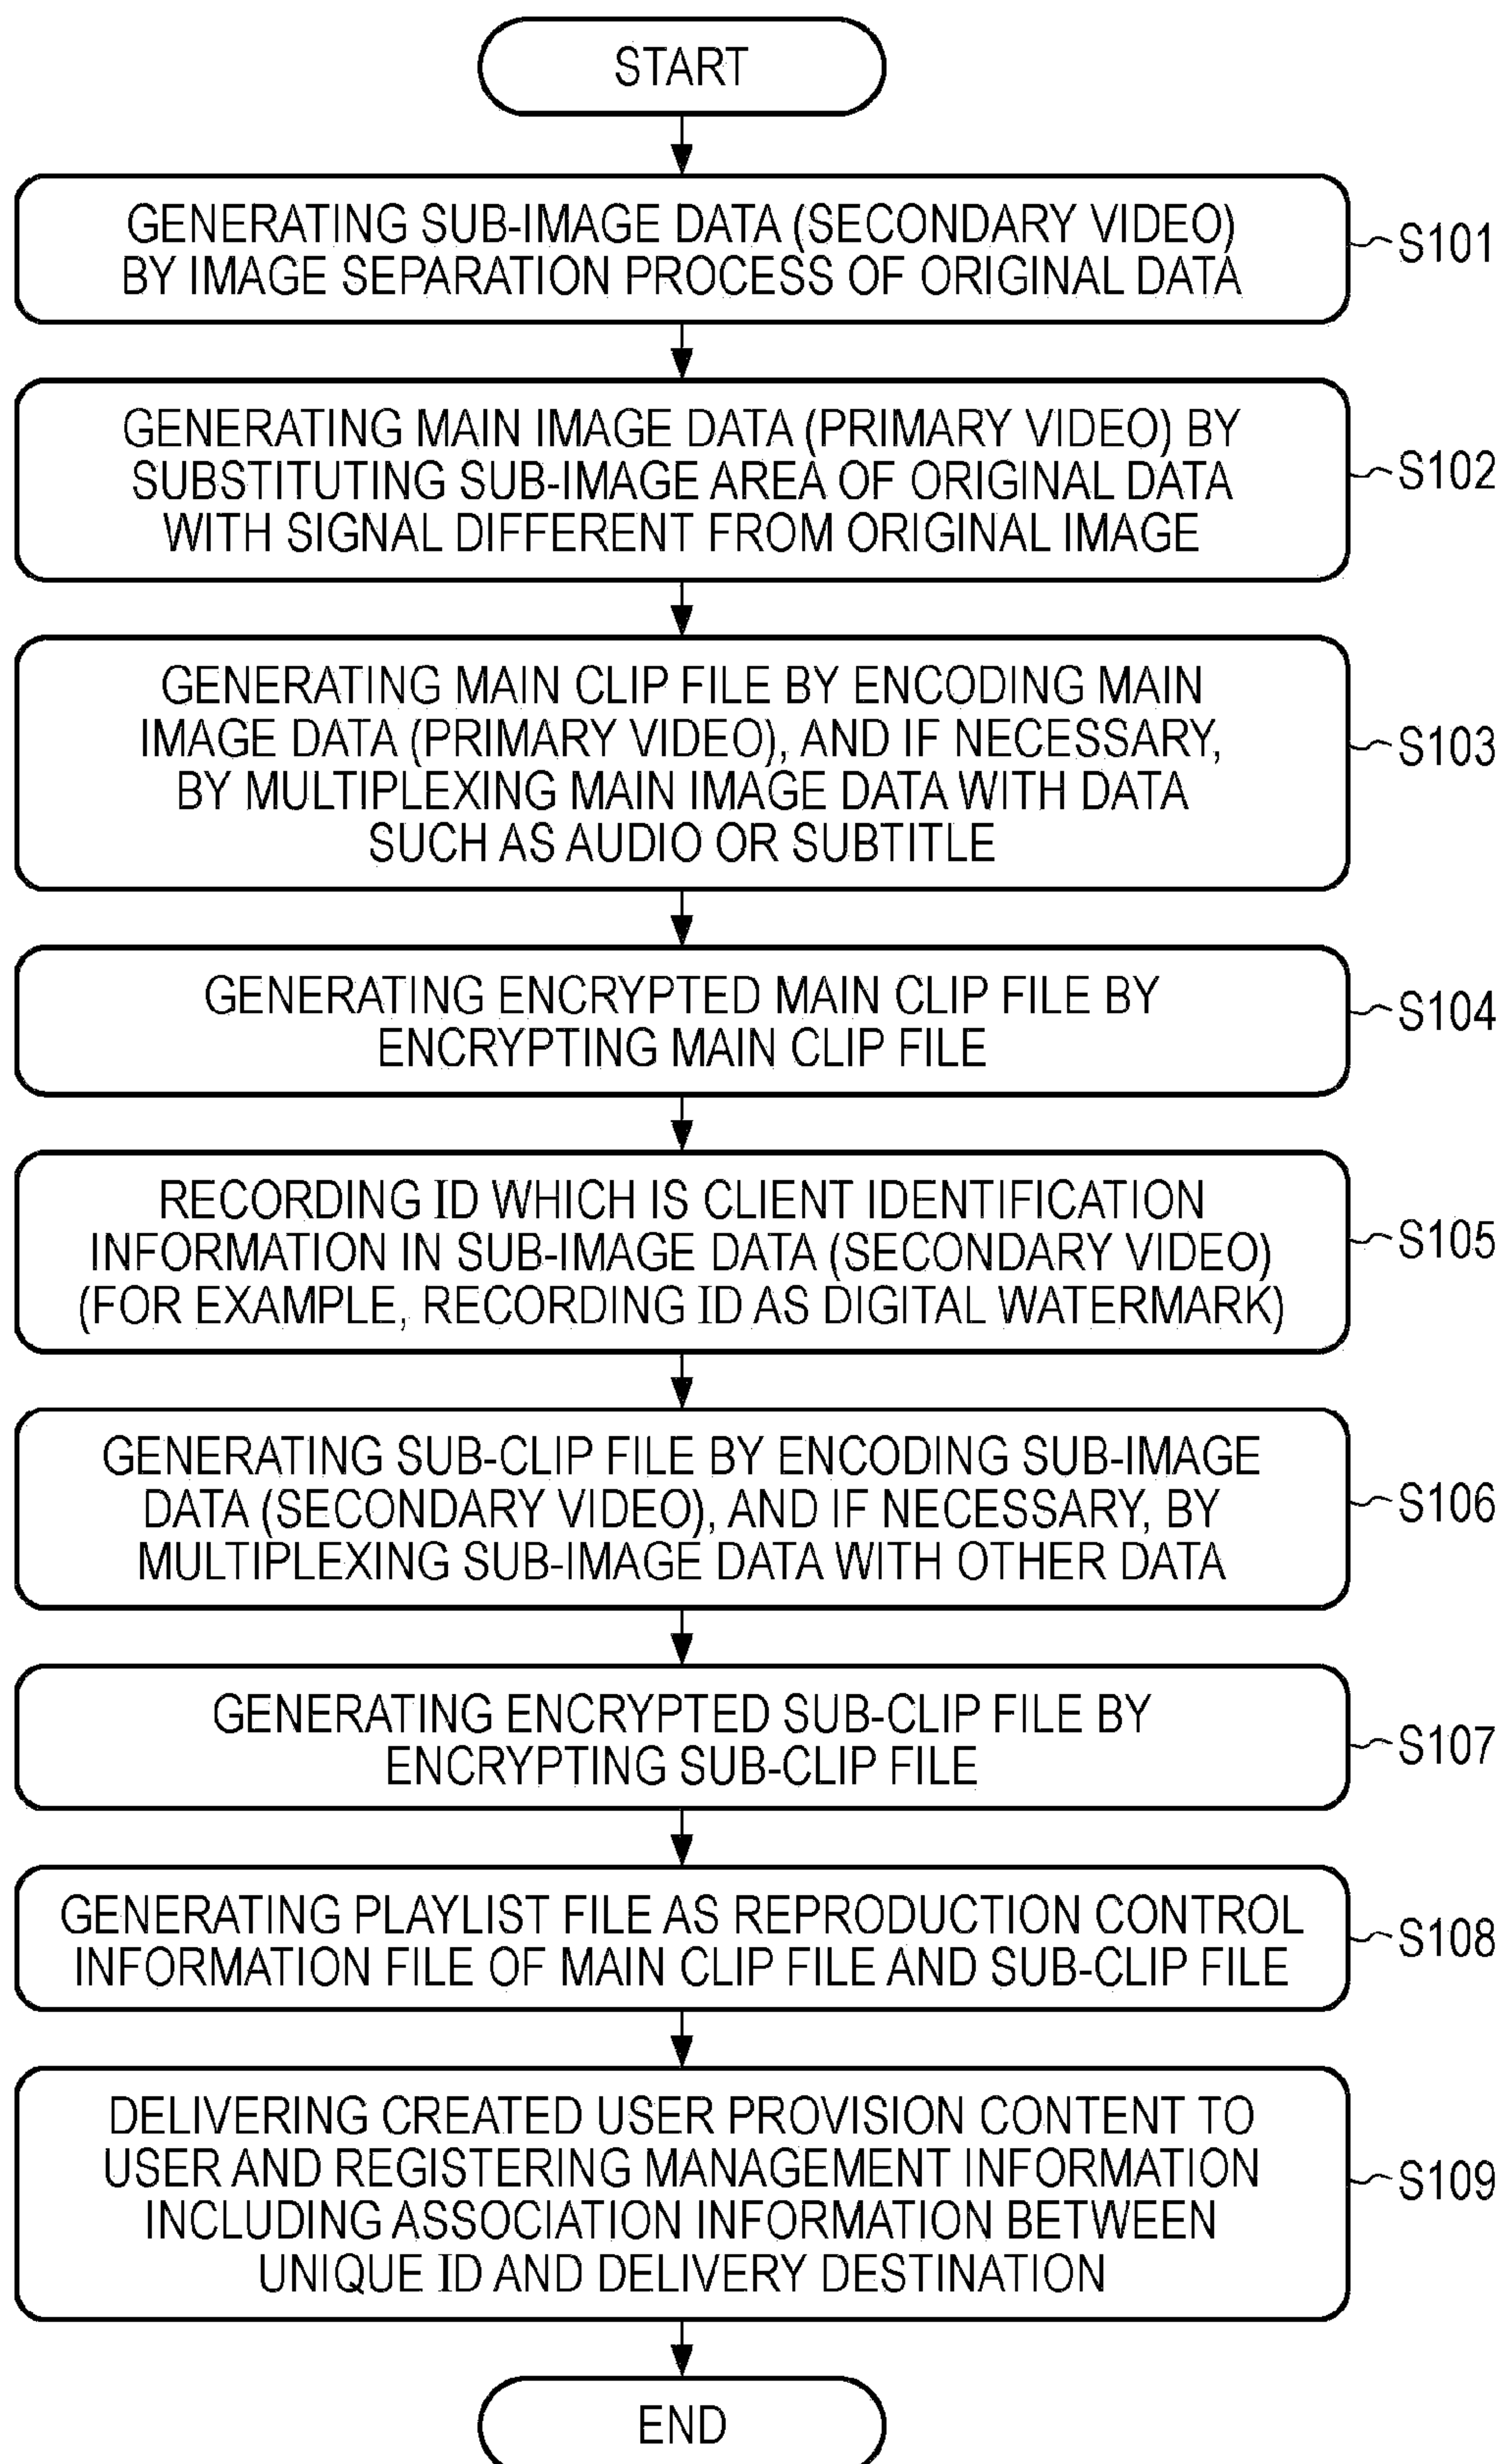 START
GENERATING SUB-IMAGE DATA (SECONDARY VIDEO)
BY IMAGE SEPARATION PROCESS OF ORIGINAL DATA
S101
GENERATING MAIN IMAGE DATA (PRIMARY VIDEO) BY
SUBSTITUTING SUB-IMAGE AREA OF ORIGINAL DATA
WITH SIGNAL DIFFERENT FROM ORIGINAL IMAGE
S102
GENERATING MAIN CLIP FILE BY ENCODING MAIN
IMAGE DATA (PRIMARY VIDEO), AND IF NECESSARY,
BY MULTIPLEXING MAIN IMAGE DATA WITH DATA
SUCH AS AUDIO OR SUBTITLE
S103
GENERATING ENCRYPTED MAIN CLIP FILE BY
ENCRYPTING MAIN CLIP FILE
S104
RECORDING ID WHICH IS CLIENT IDENTIFICATION
INFORMATION IN SUB-IMAGE DATA (SECONDARY VIDEO)
(FOR EXAMPLE, RECORDING ID AS DIGITAL WATERMARK)
S105
GENERATING SUB-CLIP FILE BY ENCODING SUB-IMAGE
DATA (SECONDARY VIDEO), AND IF NECESSARY, BY
MULTIPLEXING SUB-IMAGE DATA WITH OTHER DATA
S106
GENERATING ENCRYPTED SUB-CLIP FILE BY
ENCRYPTING SUB-CLIP FILE
S107
GENERATING PLAYLIST FILE AS REPRODUCTION CONTROL
INFORMATION FILE OF MAIN CLIP FILE AND SUB-CLIP FILE
S108
DELIVERING CREATED USER PROVISION CONTENT TO
USER AND REGISTERING MANAGEMENT INFORMATION
INCLUDING ASSOCIATION INFORMATION BETWEEN
UNIQUE ID AND DELIVERY DESTINATION
S109
END